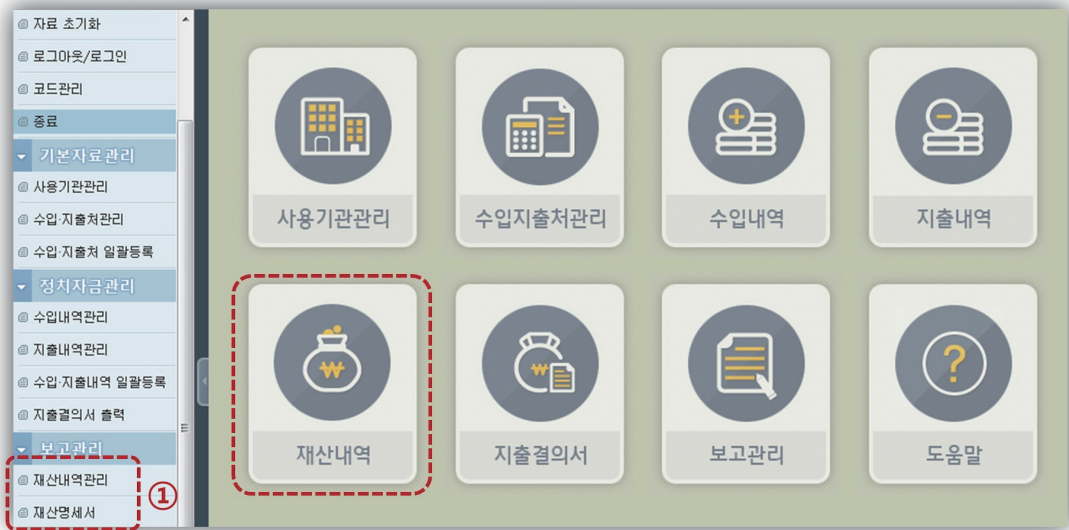 자료 초기화
로그아웃/로그인
코드관리
종료
기본자료관리
사용기관관리
수입·지출처관리
수입·지출처 일괄등록
정치자금관리
수입내역관리
지출내역관리
수입·지출내역 일괄등록
지출결의서 출력
보고관리
재산내역관리
재산명세서
①
사용기관관리
수입지출처관리
수입내역
지출내역
재산내역
지출결의서
보고관리
도움말